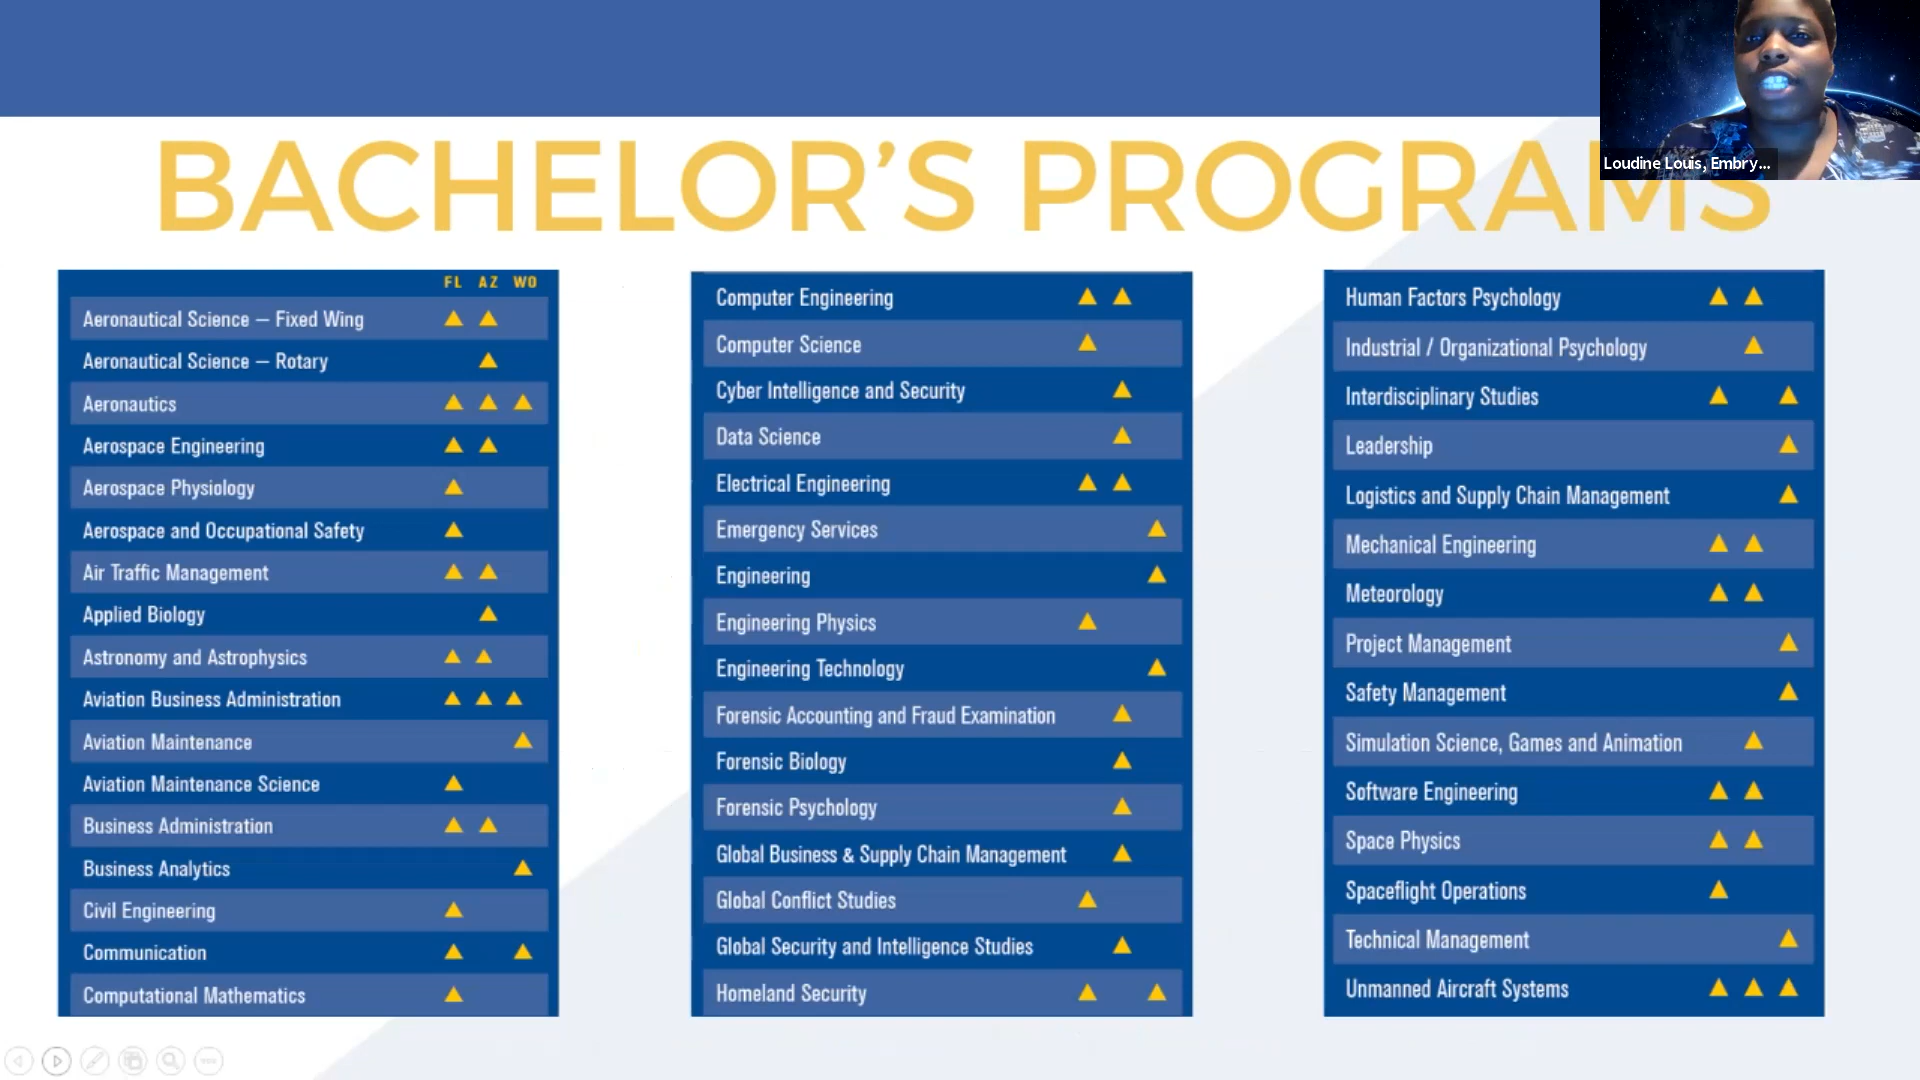 Loudine Louis, Embry...
BACHELOR'S PROGRAMS
FL AZ WO
Aeronautical Science – Fixed Wing
Aeronautical Science – Rotary
Aeronautics
Aerospace Engineering
Aerospace Physiology
Aerospace and Occupational Safety
Air Traffic Management
Applied Biology
Astronomy and Astrophysics
Aviation Business Administration
Aviation Maintenance
Aviation Maintenance Science
Business Administration
Business Analytics
Civil Engineering
Communication
Computational Mathematics
Computer Engineering
Computer Science
Cyber Intelligence and Security
Data Science
Electrical Engineering
Emergency Services
Engineering
Engineering Physics
Engineering Technology
Forensic Accounting and Fraud Examination
Forensic Biology
Forensic Psychology
Global Business & Supply Chain Management
Global Conflict Studies
Global Security and Intelligence Studies
Homeland Security
Human Factors Psychology
Industrial / Organizational Psychology
Interdisciplinary Studies
Leadership
Logistics and Supply Chain Management
Mechanical Engineering
Meteorology
Project Management
Safety Management
Simulation Science, Games and Animation
Software Engineering
Space Physics
Spaceflight Operations
Technical Management
Unmanned Aircraft Systems